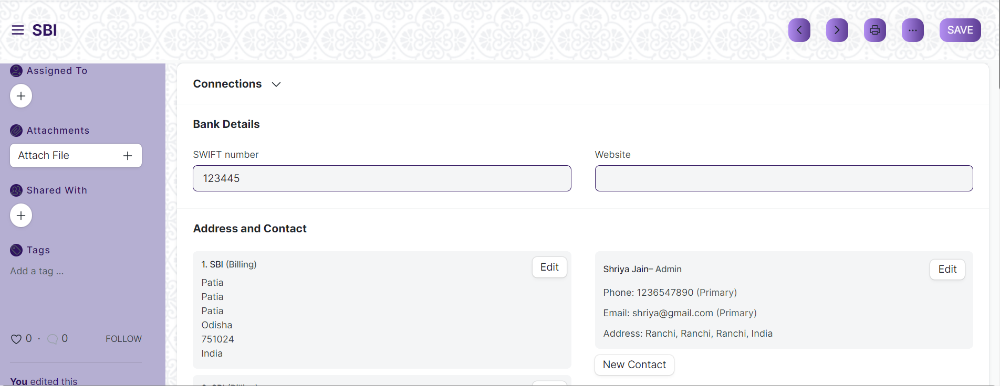 SBI
SAVE
Assigned To
Attachments
Attach File
Shared With
Tags
Add a tag ...
0 · 0 FOLLOW
You edited this
Connections
Bank Details
SWIFT number
123445
Website
Address and Contact
1. SBI (Billing)
Edit
Patia
Patia
Patia
Odisha
751024
India
Shriya Jain– Admin
Edit
Phone: 1236547890 (Primary)
Email: shriya@gmail.com (Primary)
Address: Ranchi, Ranchi, Ranchi, India
New Contact